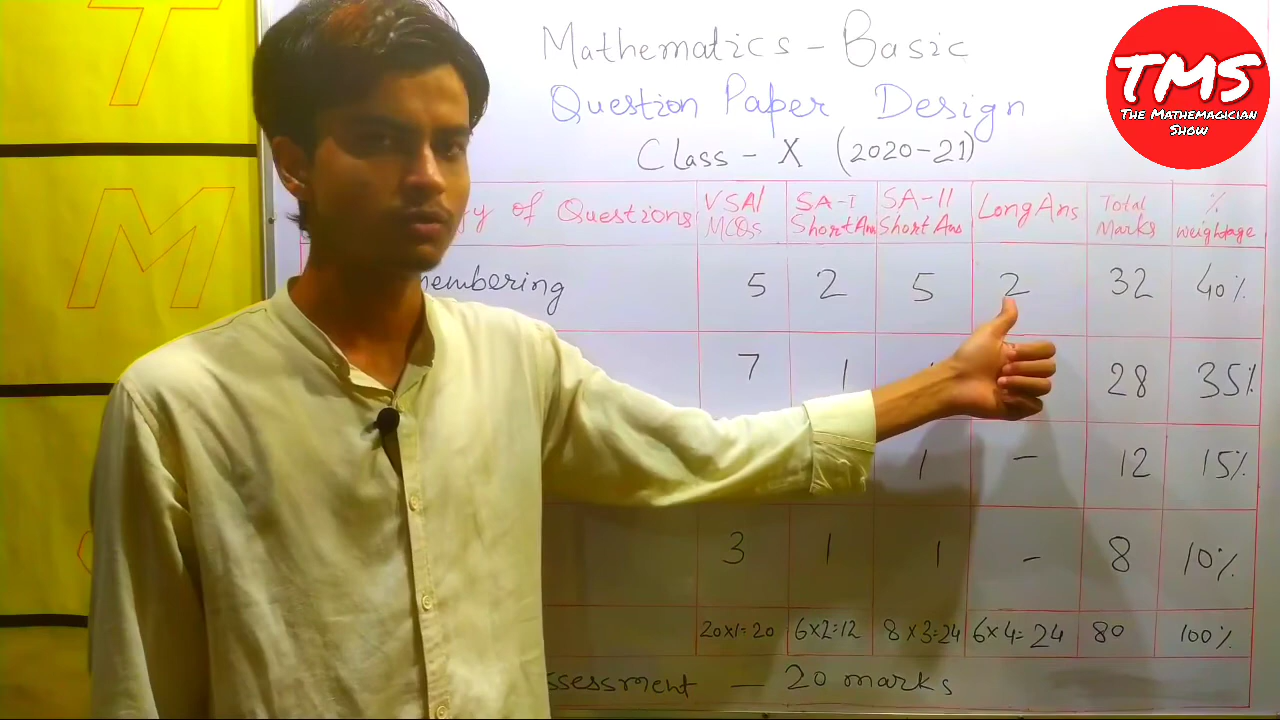 T
M
Mathematics - Basic
Question Paper Design
Class - X (2020-21)
TMS
The Mathemagician
Show
of Questions VSA/ MCQs SA-I Short Ans SA-II Short Ans Long Ans Total Marks % weightage
membering 5 2 5 2 32 40%
7 1 28 35%
1 - 12 15%
3 1 1 - 8 10%
20x1=20 6x2=12 8x3=24 6x4=24 80 100%
ssessment - 20 marks